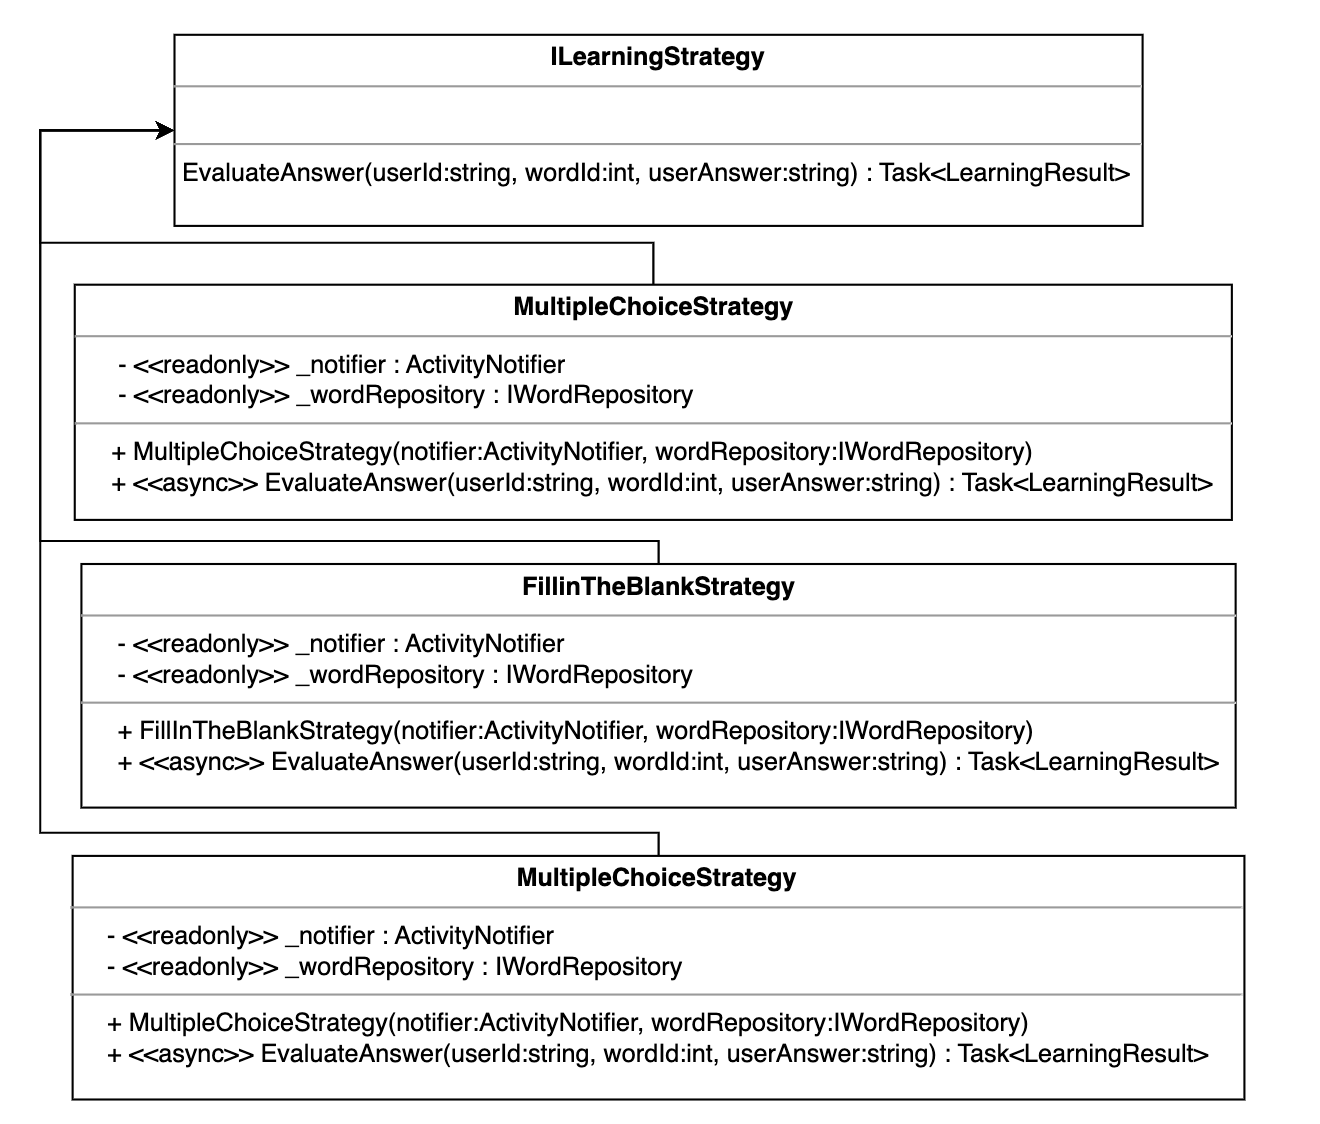 ILearningStrategy
EvaluateAnswer(userId:string, wordId:int, userAnswer:string) : Task<LearningResult>
MultipleChoiceStrategy
- <<readonly>> _notifier : ActivityNotifier
- <<readonly>> _wordRepository : IWordRepository
+ MultipleChoiceStrategy(notifier:ActivityNotifier, wordRepository:IWordRepository)
+ <<async>> EvaluateAnswer(userId:string, wordId:int, userAnswer:string) : Task<LearningResult>
FillinTheBlankStrategy
- <<readonly>> _notifier : ActivityNotifier
- <<readonly>> _wordRepository : IWordRepository
+ FillInTheBlankStrategy(notifier:ActivityNotifier, wordRepository:IWordRepository)
+ <<async>> EvaluateAnswer(userId:string, wordId:int, userAnswer:string) : Task<LearningResult>
MultipleChoiceStrategy
- <<readonly>> _notifier : ActivityNotifier
- <<readonly>> _wordRepository : IWordRepository
+ MultipleChoiceStrategy(notifier:ActivityNotifier, wordRepository:IWordRepository)
+ <<async>> EvaluateAnswer(userId:string, wordId:int, userAnswer:string) : Task<LearningResult>